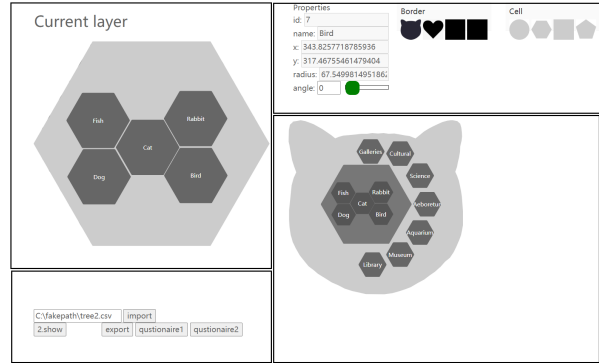 Current layer
Fish
Rabbit
Cat
Dog
Bird
C:\fakepath\tree2.csv import
2.show export qustionaire1 qustionaire2
Properties
id: 7
name: Bird
x: 343.8257718785936
y: 317.46755461479404
radius: 67.549981495186
angle: 0
Border
Cell
Galleries
Cultural
Science
Arboretur
Aquarium
Museum
Library
Fish
Rabbit
Cat
Dog
Bird